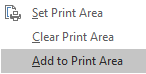 Set Print Area
Clear Print Area
Add to Print Area